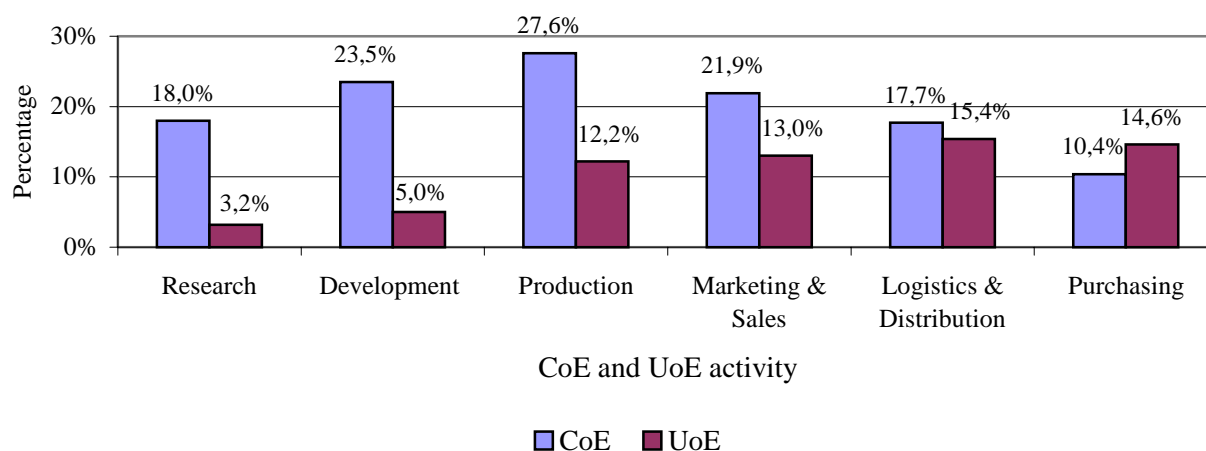 Percentage
30%
20%
10%
0%
18,0%
3,2%
23,5%
5,0%
27,6%
12,2%
21,9%
13,0%
17,7%
15,4%
10,4%
14,6%
Research
Development
Production
Marketing &
Sales
Logistics &
Distribution
Purchasing
CoE and UoE activity
CoE UoE